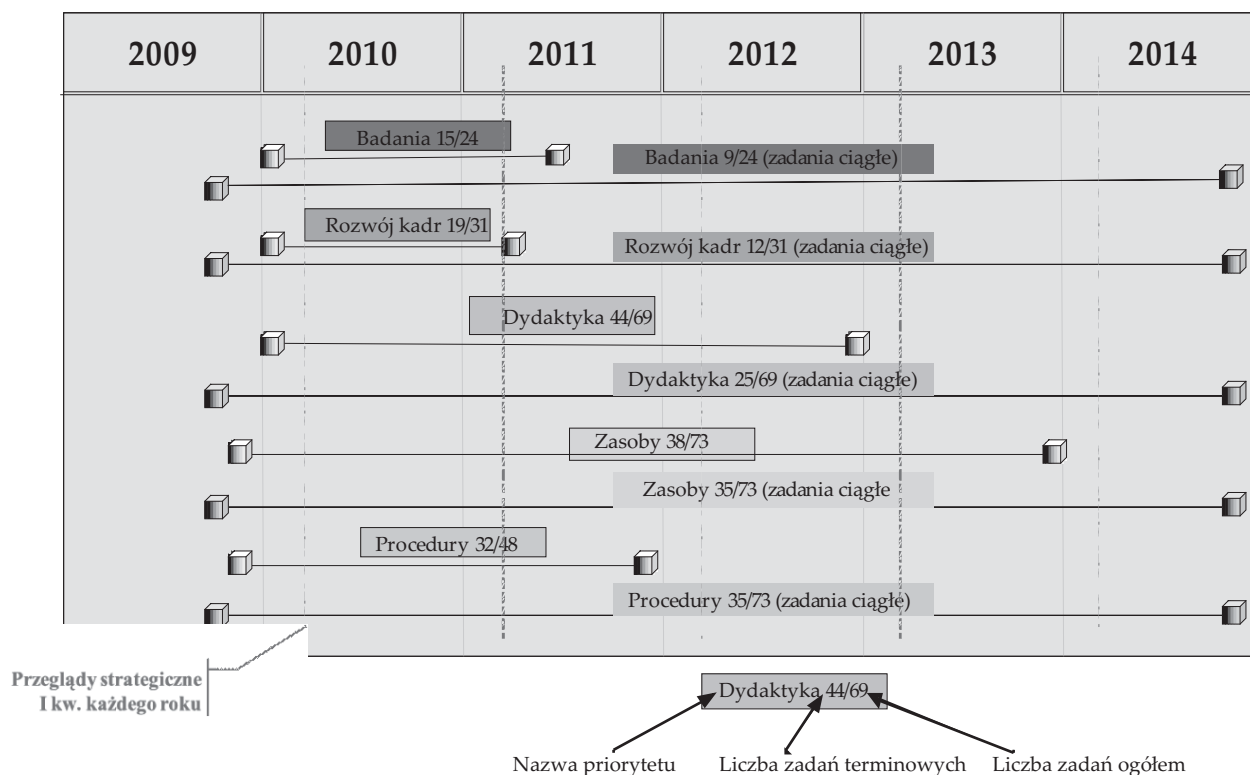 2009 2010 2011 2012 2013 2014
Badania 15/24
Badania 9/24 (zadania ciągłe)
Rozwój kadr 19/31
Rozwój kadr 12/31 (zadania ciągłe)
Dydaktyka 44/69
Dydaktyka 25/69 (zadania ciągłe)
Zasoby 38/73
Zasoby 35/73 (zadania ciągłe
Procedury 32/48
Procedury 35/73 (zadania ciągłe)
Przeglądy strategiczne
I kw. każdego roku
Dydaktyka 44/69
Nazwa priorytetu Liczba zadań terminowych Liczba zadań ogółem